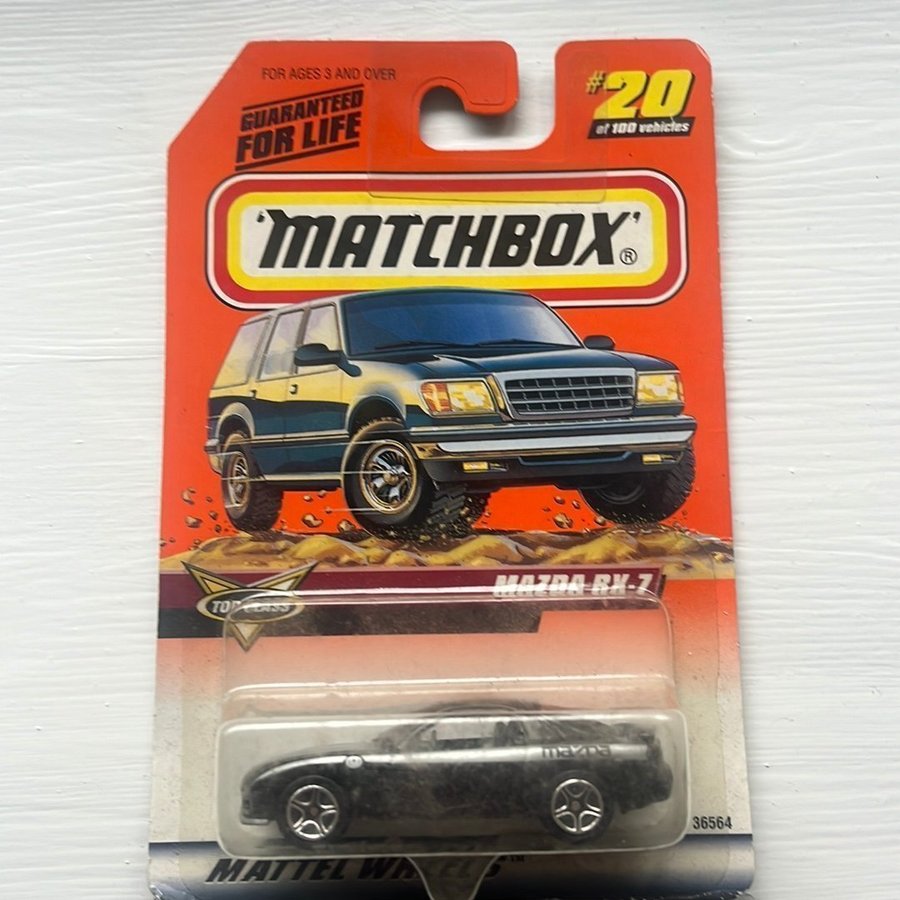 FOR AGES 3 AND OVER
GUARANTEED
FOR LIFE
#20
of 100 vehicles
'MATCHBOX'®
MAZDA RX-7
TOP CLASS
mazda
36564
MATTEL WHEELS™